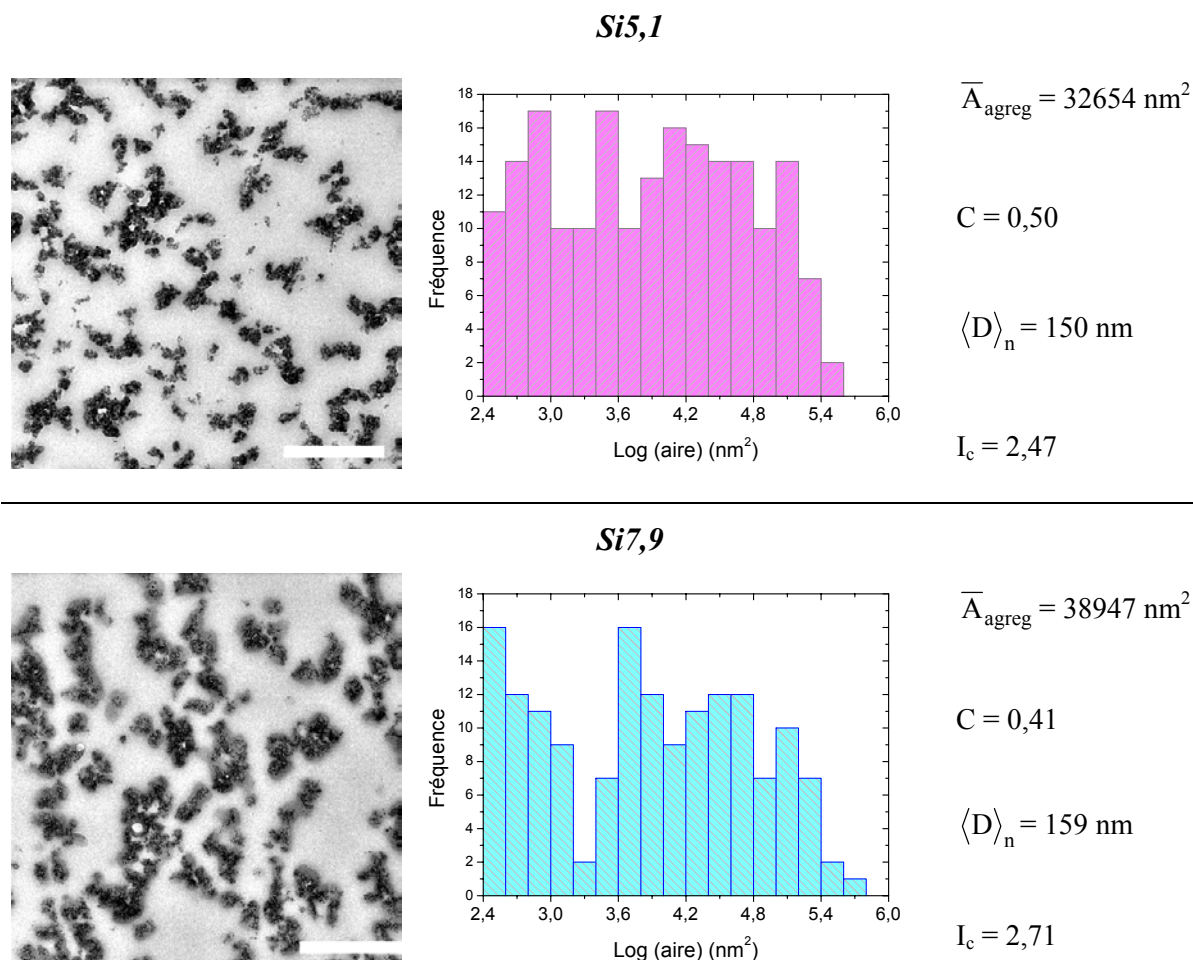 Si5,1
18
16
14
12
10
8
6
4
2
0
Fréquence
2,4 3,0 3,6 4,2 4,8 5,4 6,0
Log (aire) (nm²)
A̅agreg = 32654 nm²
C = 0,50
⟨D⟩n = 150 nm
Ic = 2,47
Si7,9
18
16
14
12
10
8
6
4
2
0
Fréquence
2,4 3,0 3,6 4,2 4,8 5,4 6,0
Log (aire) (nm²)
A̅agreg = 38947 nm²
C = 0,41
⟨D⟩n = 159 nm
Ic = 2,71